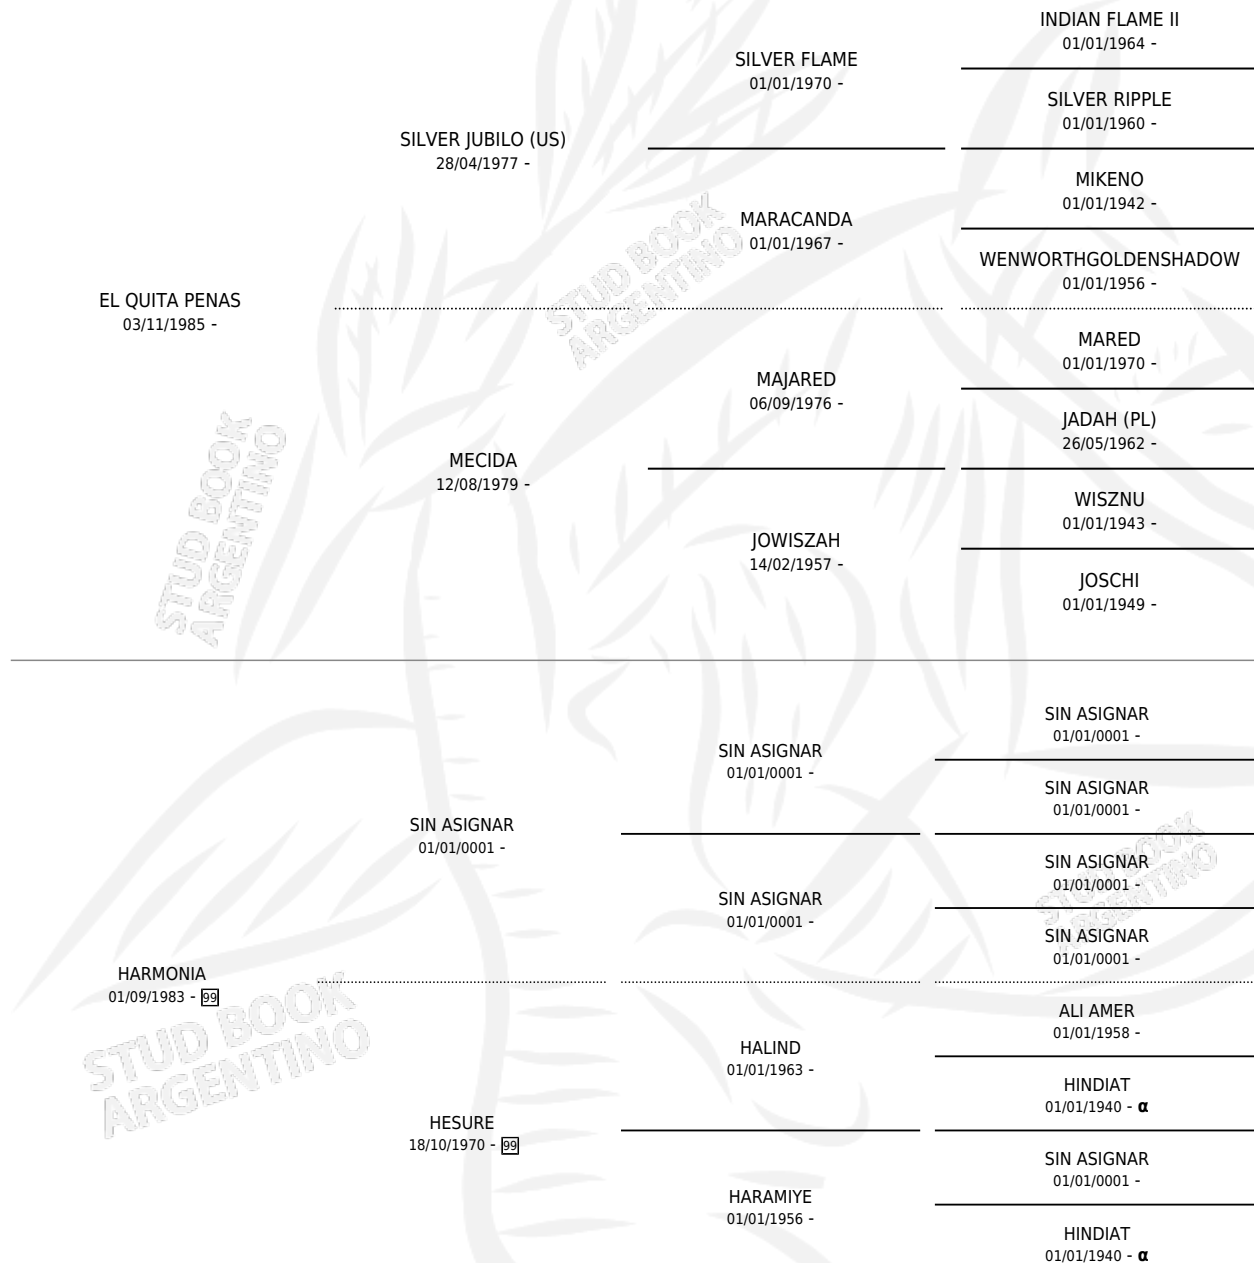 INDIAN FLAME II
01/01/1964 -
SILVER FLAME
01/01/1970 -
SILVER RIPPLE
01/01/1960 -
SILVER JUBILO (US)
28/04/1977 -
MIKENO
01/01/1942 -
MARACANDA
01/01/1967 -
WENWORTHGOLDENSHADOW
01/01/1956 -
STUD BOOK
ARGENTINO
EL QUITA PENAS
03/11/1985 -
MARED
01/01/1970 -
MAJARED
06/09/1976 -
JADAH (PL)
26/05/1962 -
MECIDA
12/08/1979 -
WISZNU
01/01/1943 -
JOWISZAH
14/02/1957 -
JOSCHI
01/01/1949 -
STUD BOOK
ARGENTINO
SIN ASIGNAR
01/01/0001 -
SIN ASIGNAR
01/01/0001 -
SIN ASIGNAR
01/01/0001 -
SIN ASIGNAR
01/01/0001 -
SIN ASIGNAR
01/01/0001 -
SIN ASIGNAR
01/01/0001 -
SIN ASIGNAR
01/01/0001 -
STUD BOOK
ARGENTINO
HARMONIA
01/09/1983 - 99
STUD BOOK
ARGENTINO
ALI AMER
01/01/1958 -
HALIND
01/01/1963 -
HINDIAT
01/01/1940 - α
HESURE
18/10/1970 - 99
SIN ASIGNAR
01/01/0001 -
HARAMIYE
01/01/1956 -
HINDIAT
01/01/1940 - α